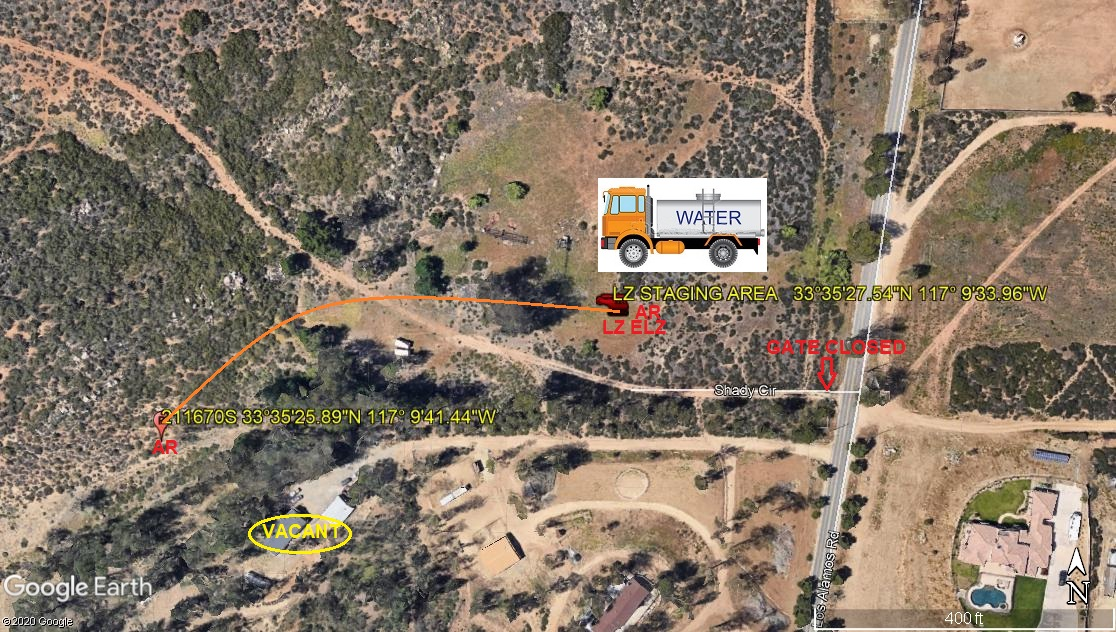 WATER
LZ STAGING AREA   33°35'27.54"N 117° 9'33.96"W
AR
LZ ELZ
GATE CLOSED
Shady Cir
211670S 33°35'25.89"N 117° 9'41.44"W
AR
VACANT
Los Alamos Rd
Google Earth
N
©2020 Google
400 ft